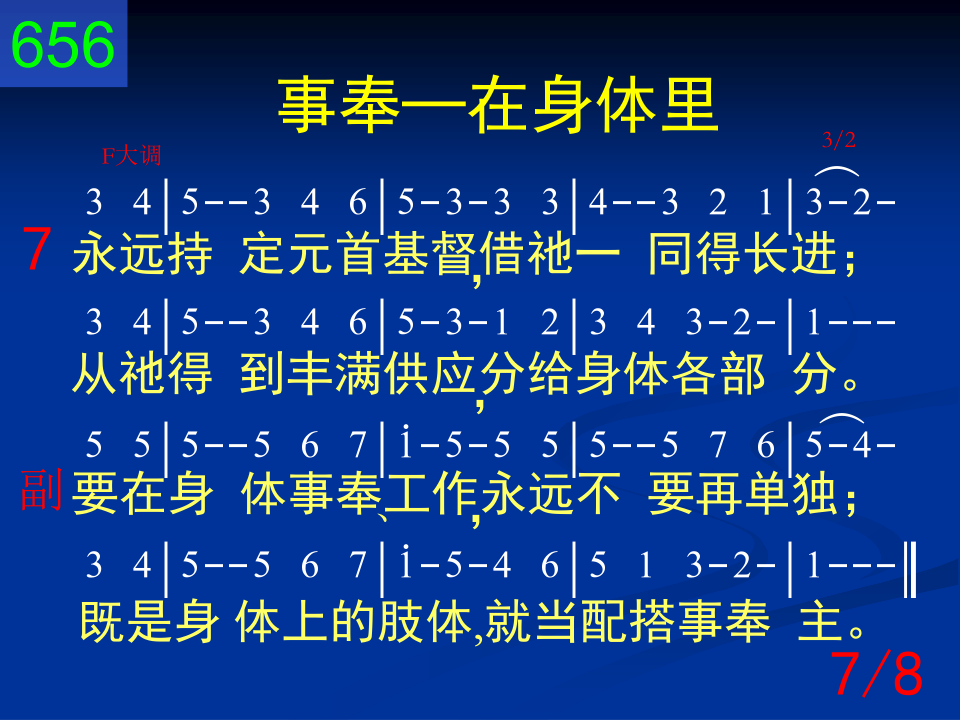 656
事奉—在身体里
F大调
3/2
3 4|5--3 4 6|5-3-3 3|4--3 2 1|3-2-
7 永远持 定元首基督,借祂一 同得长进;
3 4|5--3 4 6|5-3-1 2|3 4 3-2-|1---
从祂得 到丰满供应,分给身体各部 分。
5 5|5--5 6 7|i-5-5 5|5--5 7 6|5-4-
副 要在身 体事奉、工作,永远不 要再单独;
3 4|5--5 6 7|i-5-4 6|5 1 3-2-|1---‖
既是身 体上的肢体,就当配搭事奉 主。
7/8